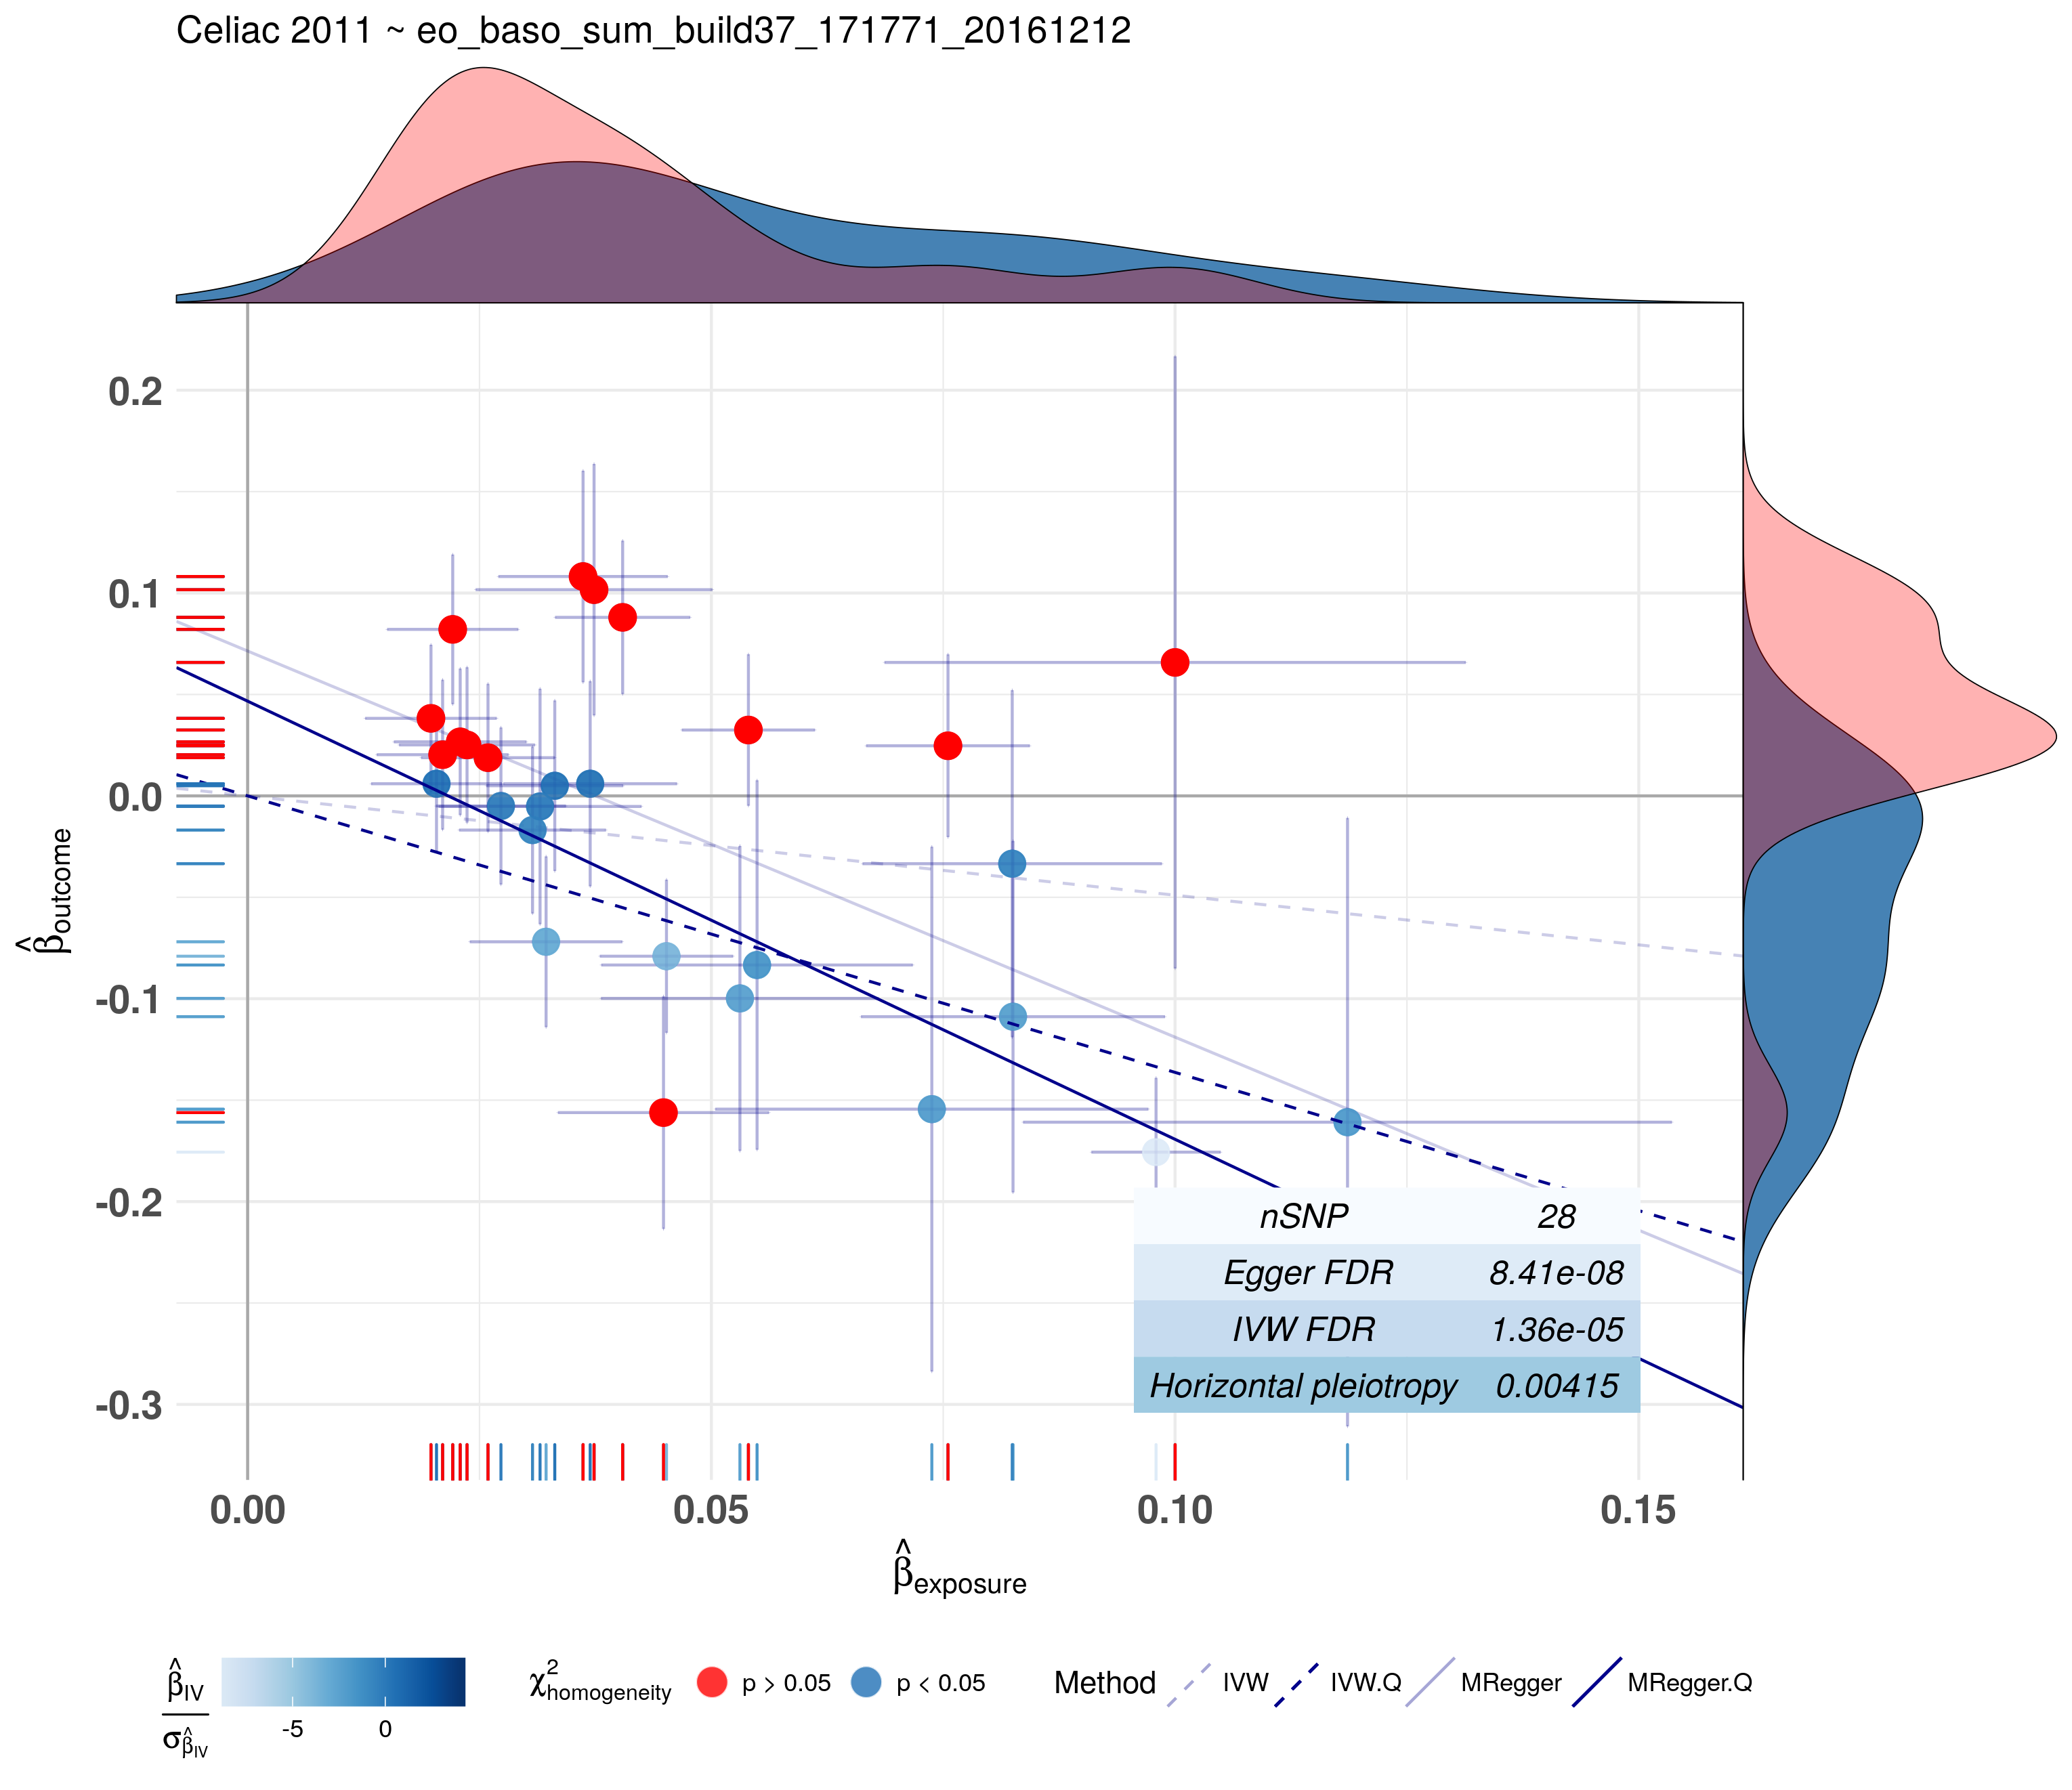 Celiac 2011 ~ eo_baso_sum_build37_171771_20161212
0.2
0.1
0.0
-0.1
-0.2
-0.3
β̂outcome
nSNP 28
Egger FDR 8.41e-08
IVW FDR 1.36e-05
Horizontal pleiotropy 0.00415
0.00 0.05 0.10 0.15
β̂exposure
β̂IV
σβ̂IV
-5 0
χ2homogeneity p > 0.05 p < 0.05
Method IVW IVW.Q MRegger MRegger.Q